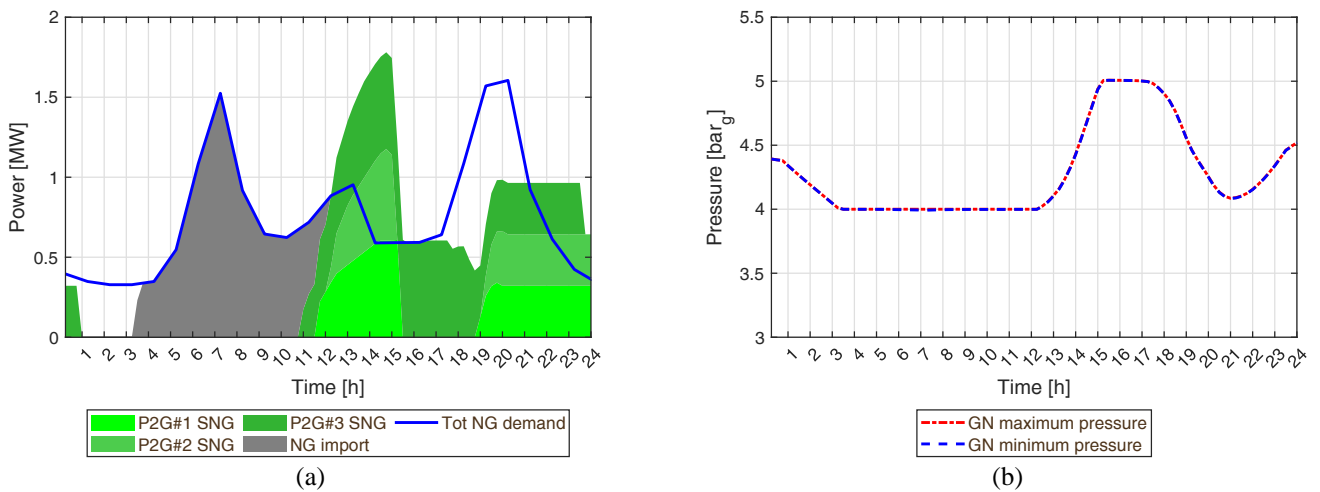 2
1.5
1
0.5
0
Power [MW]
1 2 3 4 5 6 7 8 9 10 11 12 13 14 15 16 17 18 19 20 21 22 23 24
Time [h]
P2G#1 SNG P2G#3 SNG Tot NG demand
P2G#2 SNG NG import
(a)
5.5
5
4.5
4
3.5
3
Pressure [barg]
1 2 3 4 5 6 7 8 9 10 11 12 13 14 15 16 17 18 19 20 21 22 23 24
Time [h]
GN maximum pressure
GN minimum pressure
(b)